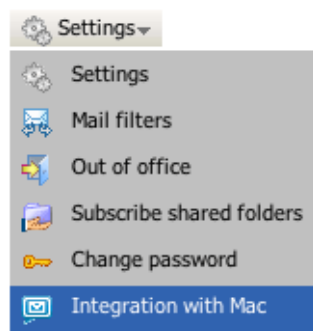 Settings
Settings
Mail filters
Out of office
Subscribe shared folders
Change password
Integration with Mac